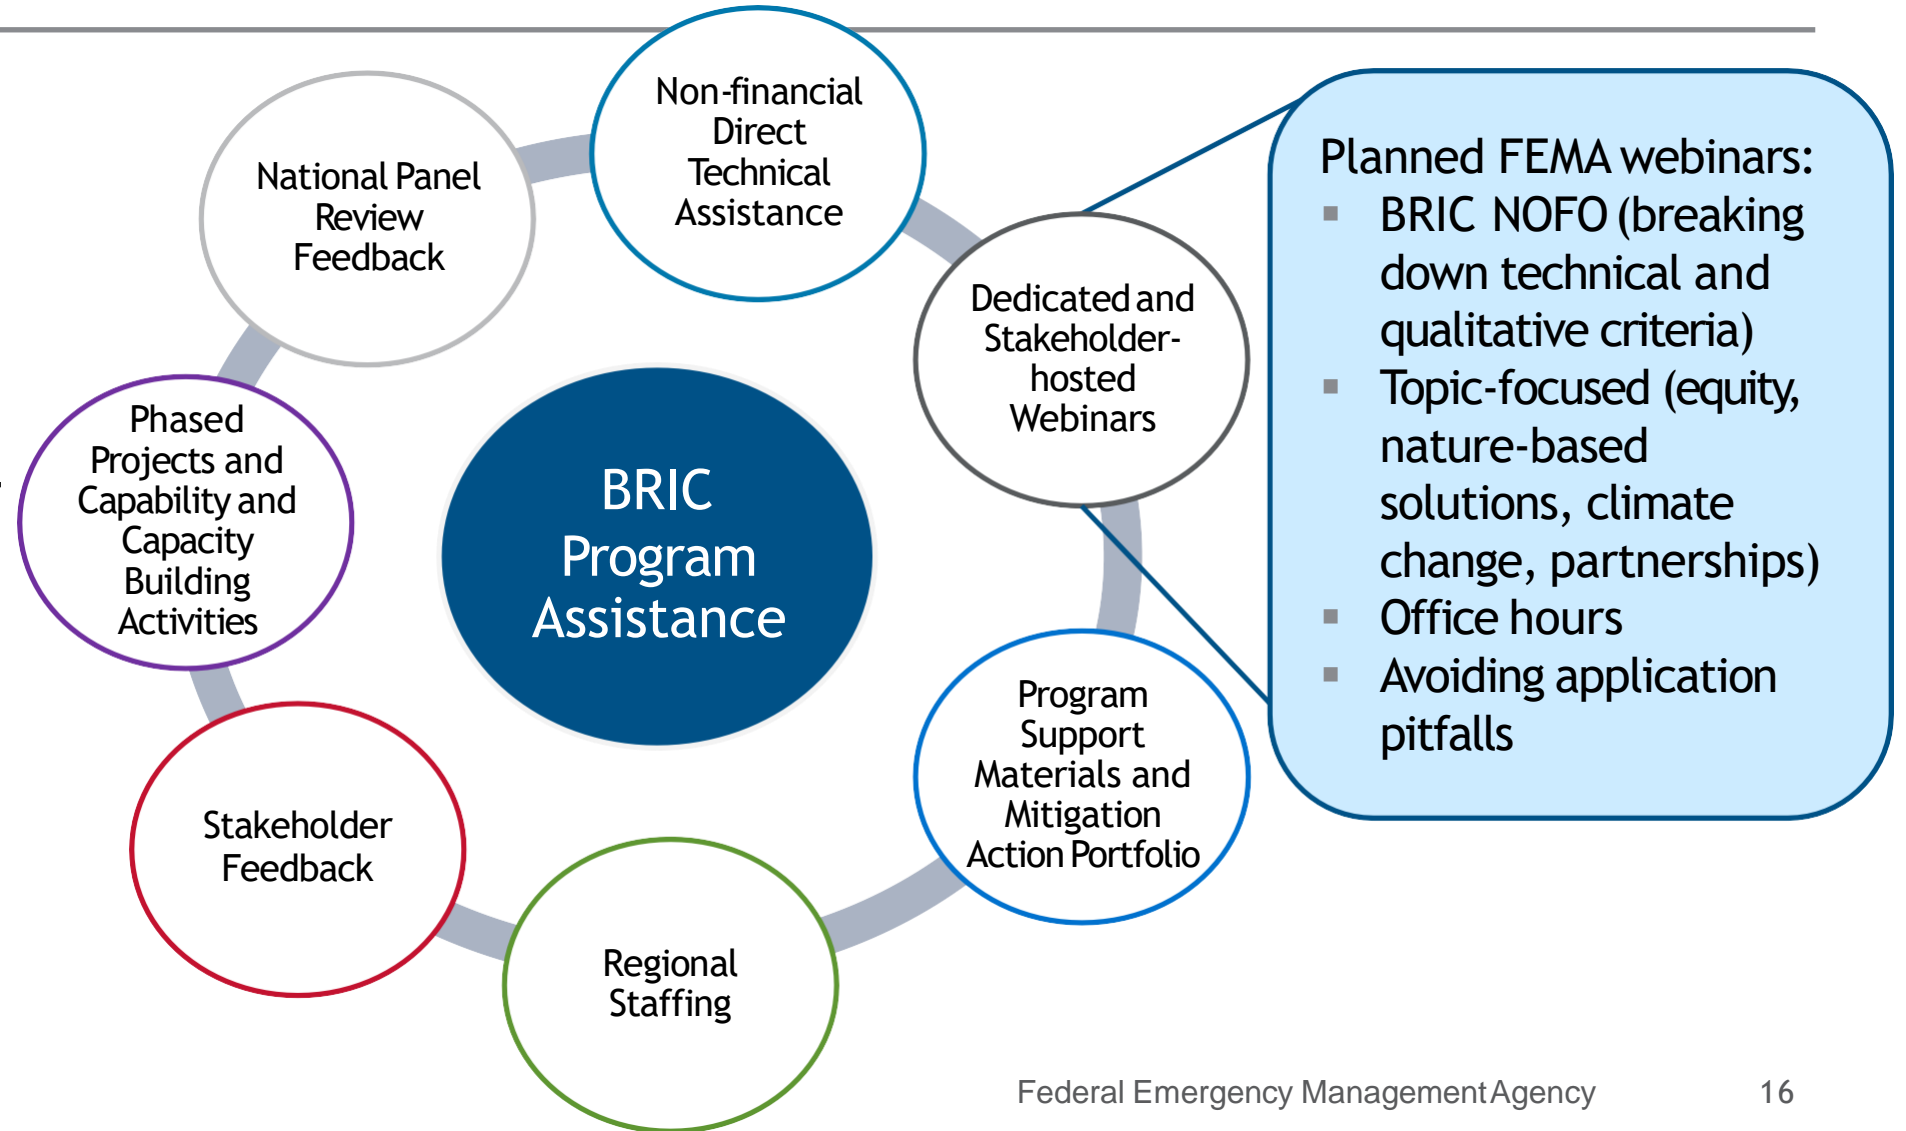 Non-financial
Direct
Technical
Assistance
National Panel
Review
Feedback
Dedicated and
Stakeholder-
hosted
Webinars
Phased
Projects and
Capability and
Capacity
Building
Activities
BRIC
Program
Assistance
Program
Support
Materials and
Mitigation
Action Portfolio
Stakeholder
Feedback
Regional
Staffing
Planned FEMA webinars:
▪ BRIC NOFO (breaking
down technical and
qualitative criteria)
▪ Topic-focused (equity,
nature-based
solutions, climate
change, partnerships)
▪ Office hours
▪ Avoiding application
pitfalls
Federal Emergency Management Agency 16